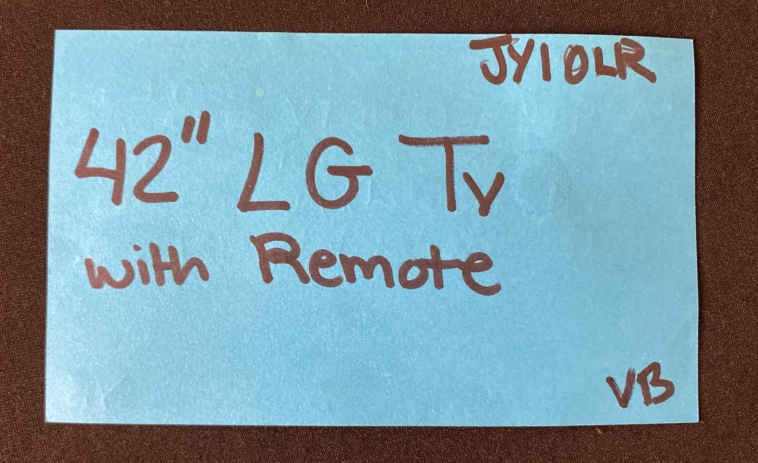 JY10LR
42" LG Tv
with Remote
VB